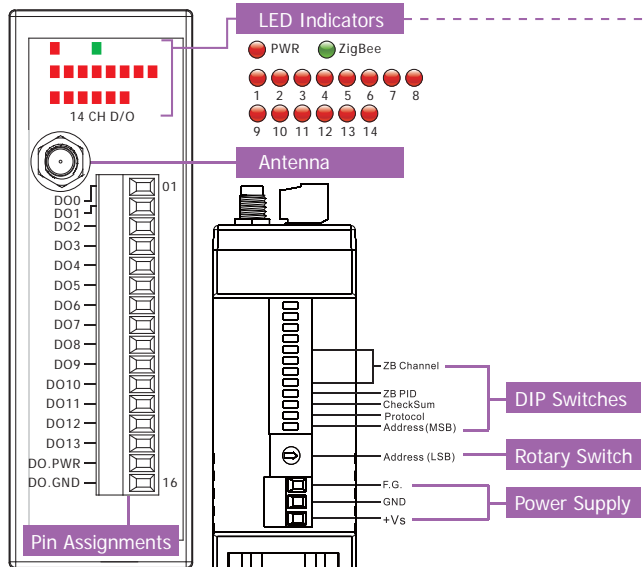 LED Indicators
PWR ZigBee
1 2 3 4 5 6 7 8
9 10 11 12 13 14
14 CH D/O
Antenna
01
DO0
DO1
DO2
DO3
DO4
DO5
DO6
DO7
DO8
DO9
DO10
DO11
DO12
DO13
DO.PWR
DO.GND 16
Pin Assignments
ZB Channel
ZB PID
CheckSum
Protocol
Address(MSB)
DIP Switches
Address (LSB)
Rotary Switch
F.G.
GND
+Vs
Power Supply